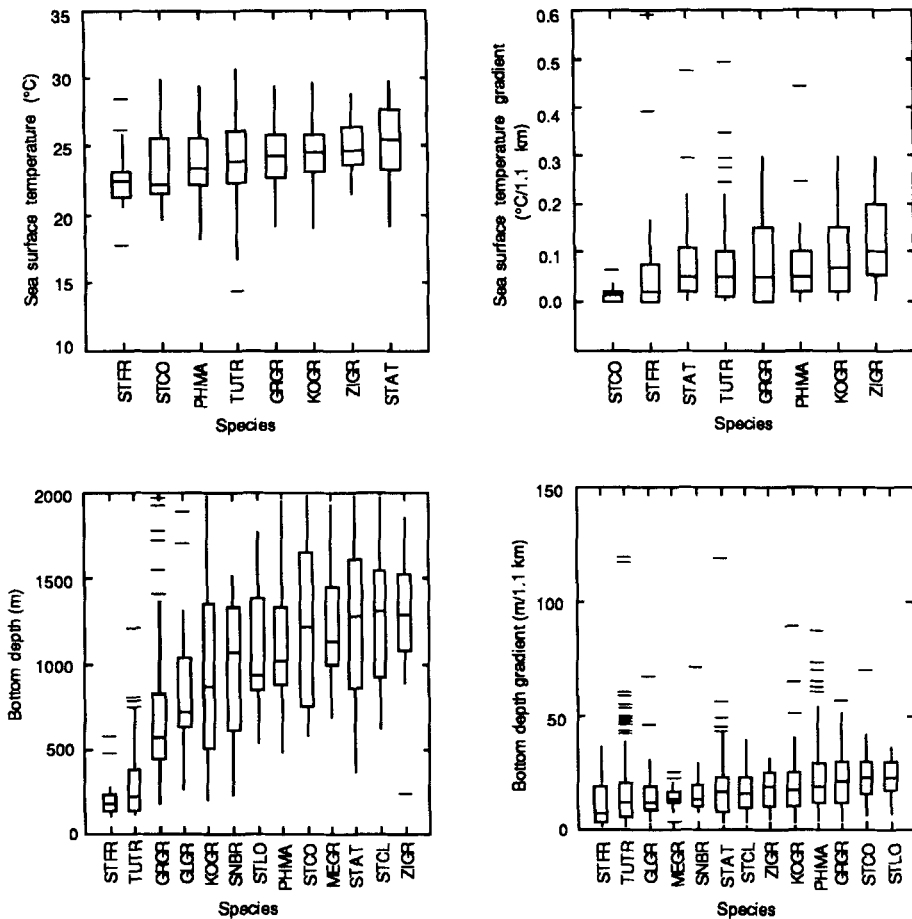 Sea surface temperature (°C)
35
30
25
20
15
10
STFR
STCO
PHMA
TUTR
GRGR
KOGR
ZIGR
STAT
Species
Sea surface temperature gradient
(°C/1.1 km)
0.6
0.5
0.4
0.3
0.2
0.1
0.0
STCO
STFR
STAT
TUTR
GRGR
PHMA
KOGR
ZIGR
Species
Bottom depth (m)
2000
1500
1000
500
0
STFR
TUTR
GRGR
GLGR
KOGR
SNBR
STLO
PHMA
STCO
MEGR
STAT
STCL
ZIGR
Species
Bottom depth gradient (m/1.1 km)
150
100
50
0
STFR
TUTR
GLGR
MEGR
SNBR
STAT
STCL
ZIGR
KOGR
PHMA
GRGR
STCO
STLO
Species